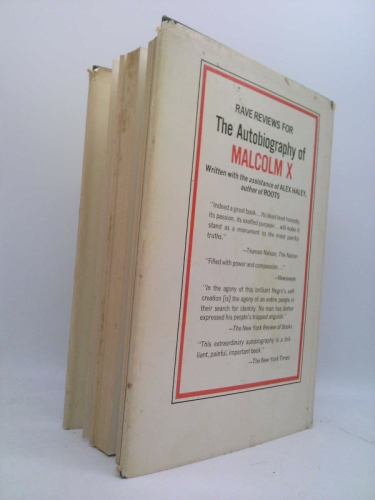 RAVE REVIEWS FOR
The Autobiography of
MALCOLM X
Written with the assistance of ALEX HALEY,
author of ROOTS
"Indeed a great book... Its dead level honesty,
its passion, its exalted purpose... will make it
stand as a monument to the most painful
truths."
—Truman Nelson, The Nation
"Filled with power and compassion..."
—Newsweek
"In the agony of this brilliant Negro's self-
creation [is] the agony of an entire people in
their search for identity. No man has better
expressed his people's trapped anguish."
—The New York Review of Books
"This extraordinary autobiography is a bril-
liant, painful, important book."
—The New York Times